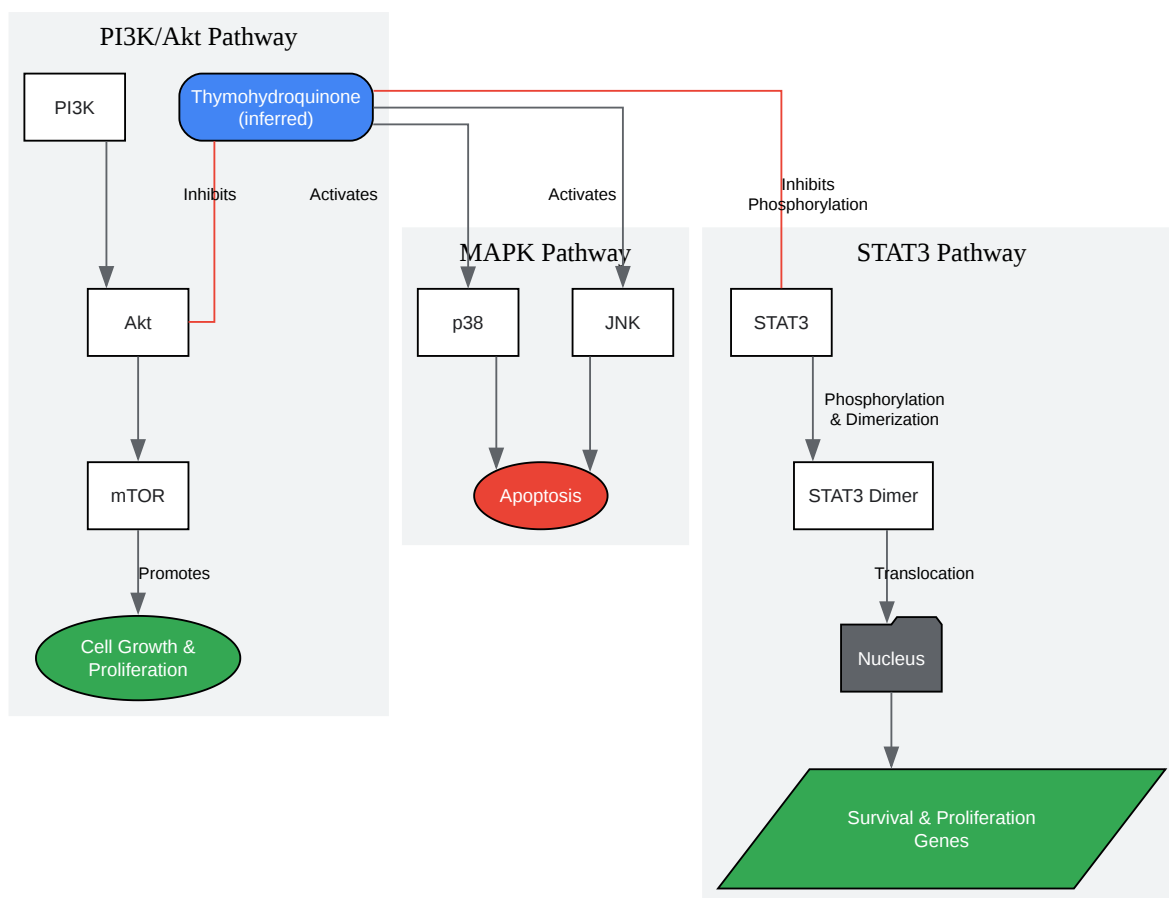 PI3K/Akt Pathway
PI3K
Thymohydroquinone
(inferred)
Inhibits
Activates
Activates
Inhibits
Phosphorylation
MAPK Pathway
STAT3 Pathway
Akt
p38
JNK
STAT3
Phosphorylation
& Dimerization
mTOR
Apoptosis
STAT3 Dimer
Promotes
Translocation
Cell Growth &
Proliferation
Nucleus
Survival & Proliferation
Genes